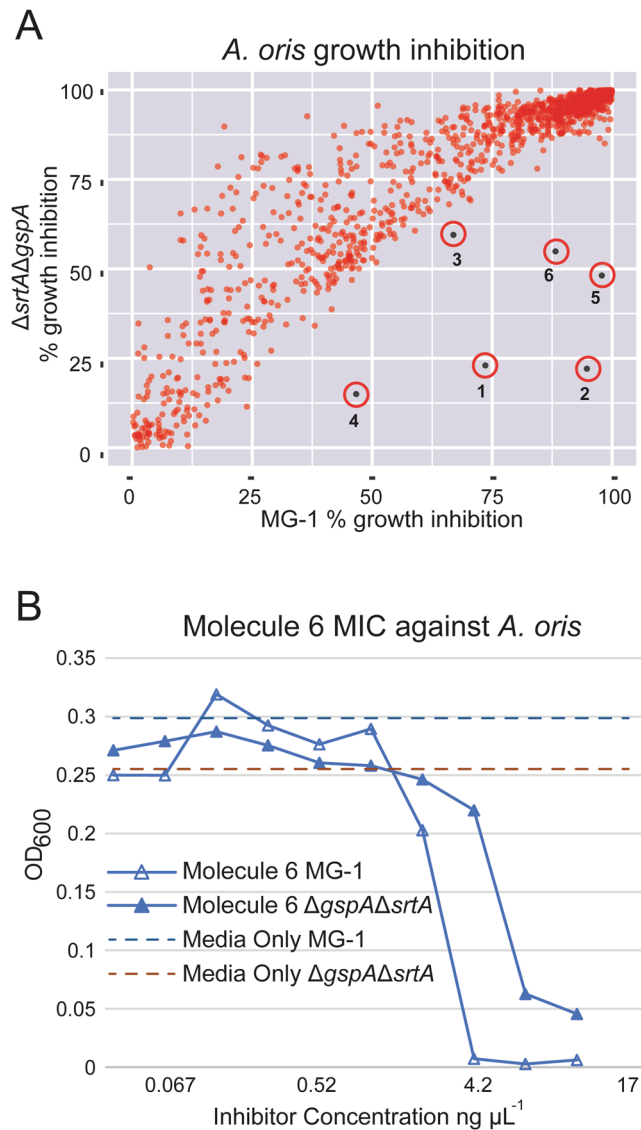 A
A. oris growth inhibition
ΔsrtAΔgspA
% growth inhibition
100
75
50
25
0
3
6
5
1
2
4
0 25 50 75 100
MG-1 % growth inhibition
B
Molecule 6 MIC against A. oris
OD600
0.35
0.3
0.25
0.2
0.15
0.1
0.05
0
Molecule 6 MG-1
Molecule 6 ΔgspAΔsrtA
Media Only MG-1
Media Only ΔgspAΔsrtA
0.067 0.52 4.2 17
Inhibitor Concentration ng µL-1